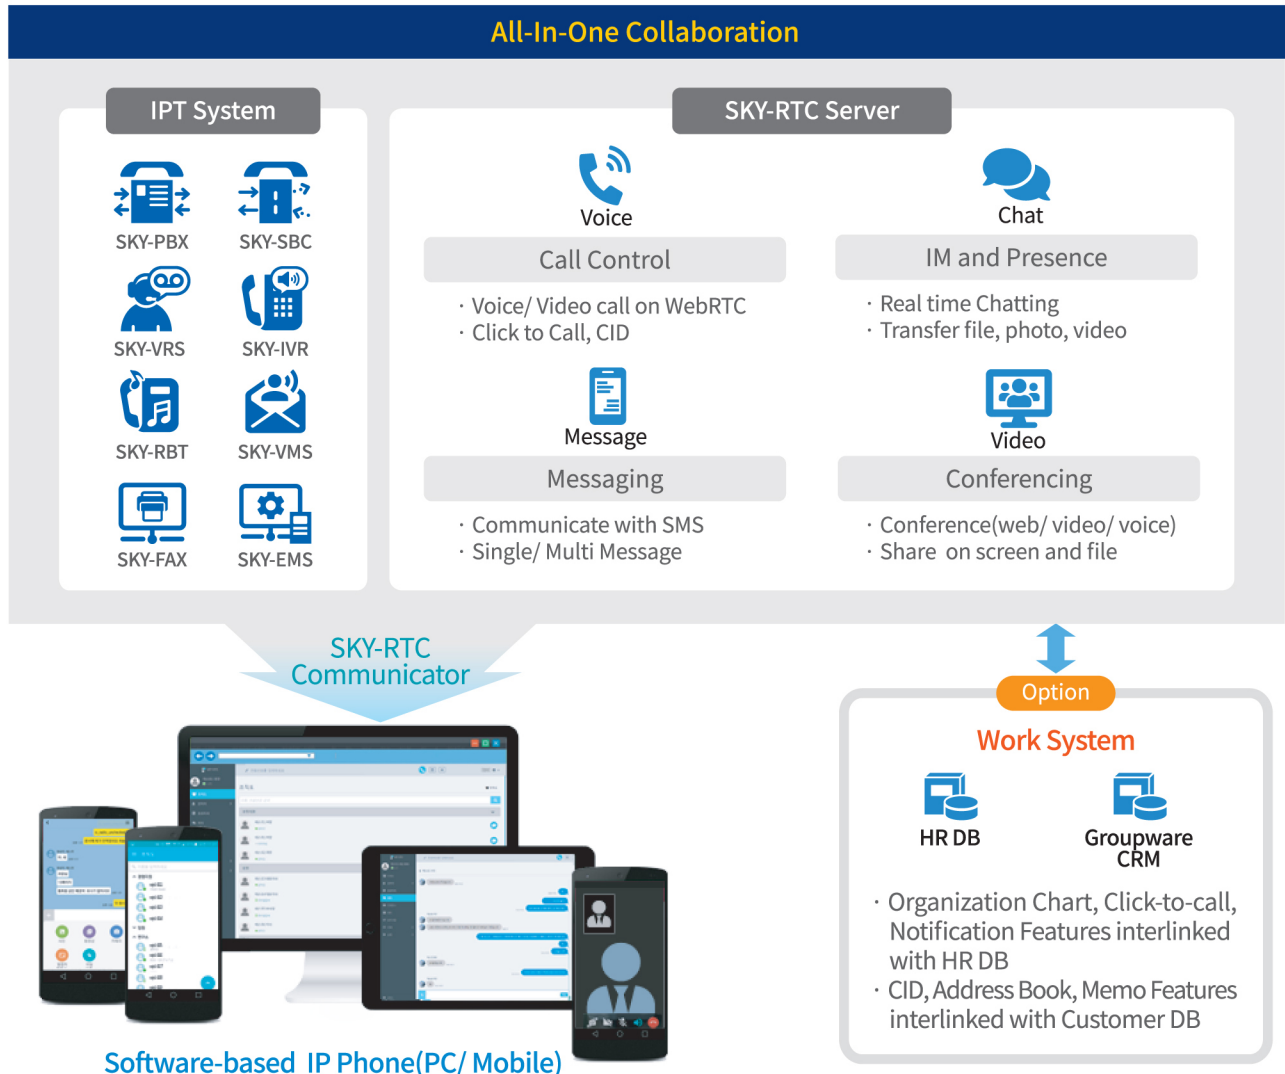 All-In-One Collaboration
IPT System
SKY-PBX
SKY-SBC
SKY-VRS
SKY-IVR
SKY-RBT
SKY-VMS
SKY-FAX
SKY-EMS
SKY-RTC Server
Voice
Call Control
· Voice/ Video call on WebRTC
· Click to Call, CID
Chat
IM and Presence
· Real time Chatting
· Transfer file, photo, video
Message
Messaging
· Communicate with SMS
· Single/ Multi Message
Video
Conferencing
· Conference(web/ video/ voice)
· Share on screen and file
SKY-RTC
Communicator
Software-based IP Phone(PC/ Mobile)
Option
Work System
HR DB
Groupware
CRM
· Organization Chart, Click-to-call,
Notification Features interlinked
with HR DB
· CID, Address Book, Memo Features
interlinked with Customer DB